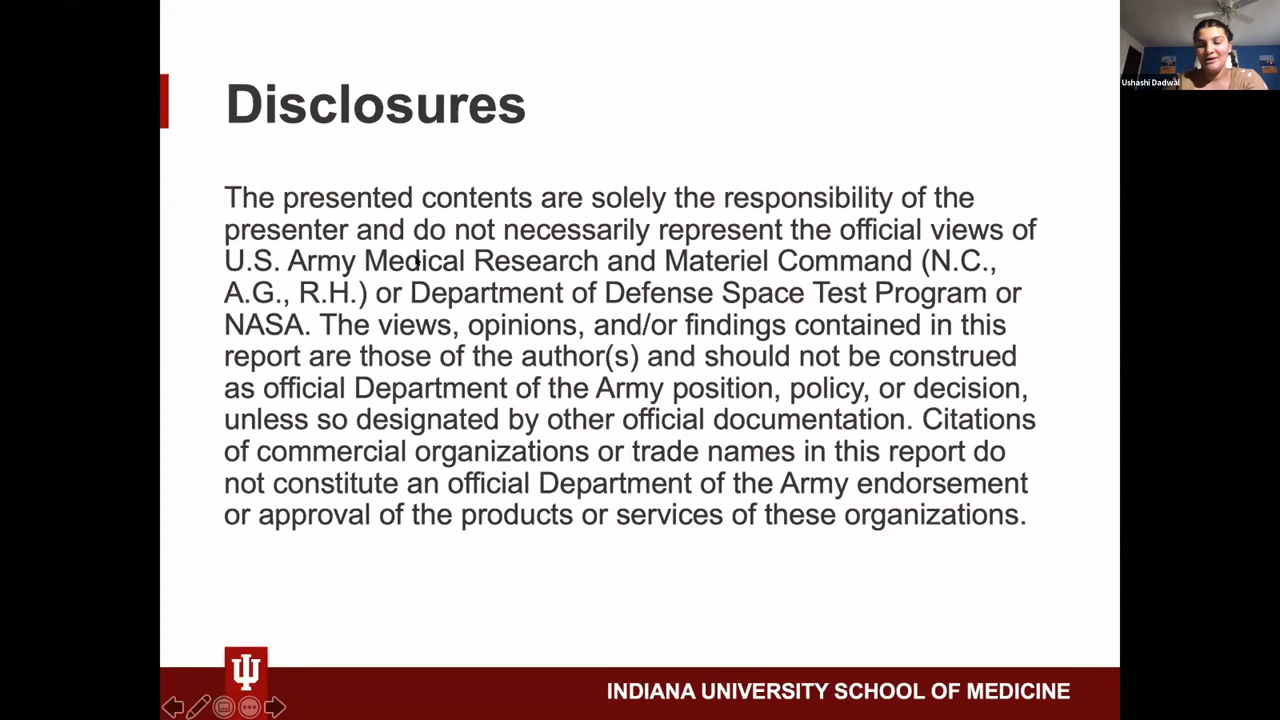 Disclosures
The presented contents are solely the responsibility of the
presenter and do not necessarily represent the official views of
U.S. Army Medical Research and Materiel Command (N.C.,
A.G., R.H.) or Department of Defense Space Test Program or
NASA. The views, opinions, and/or findings contained in this
report are those of the author(s) and should not be construed
as official Department of the Army position, policy, or decision,
unless so designated by other official documentation. Citations
of commercial organizations or trade names in this report do
not constitute an official Department of the Army endorsement
or approval of the products or services of these organizations.
INDIANA UNIVERSITY SCHOOL OF MEDICINE
Ushashi Dadwal